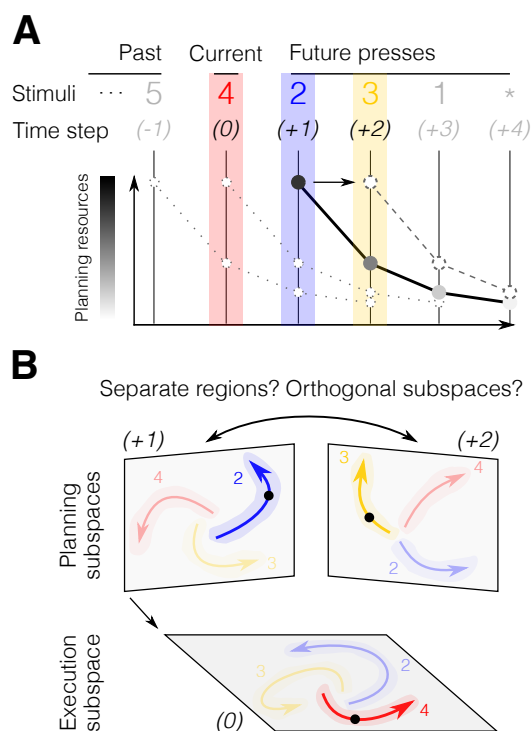 A
Past Current Future presses
Stimuli ... 5 4 2 3 1 *
Time step (-1) (0) (+1) (+2) (+3) (+4)
Planning resources
B
Separate regions? Orthogonal subspaces?
(+1) (+2)
Planning
subspaces
4 2 3
3 4 2
Execution
subspace
(0)
3 2 4